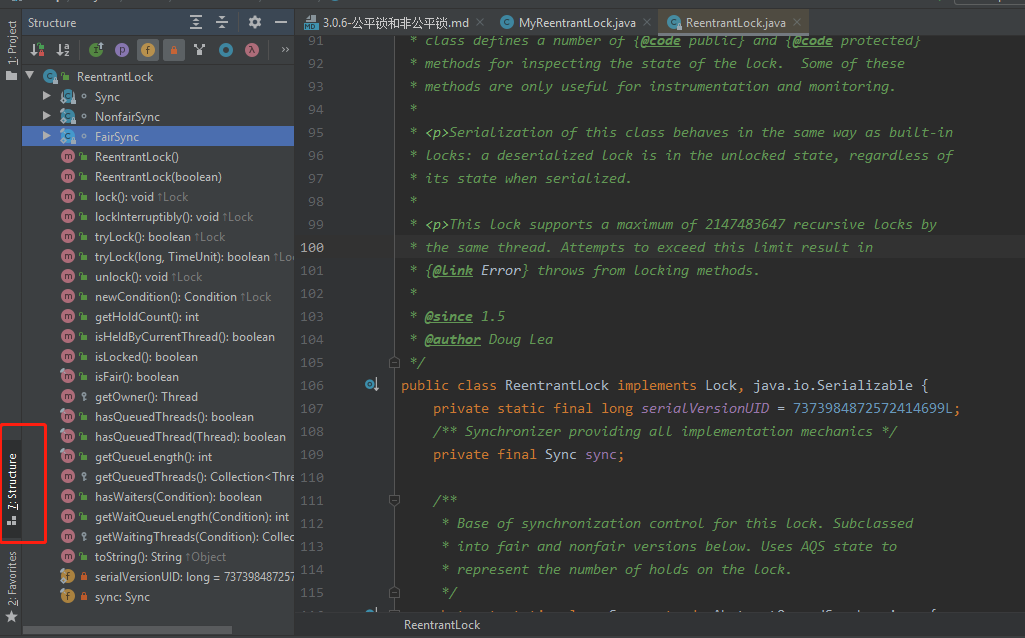 Structure
3.0.6-公平锁和非公平锁.md
MyReentrantLock.java
ReentrantLock.java
1: Project
7: Structure
2: Favorites
ReentrantLock
Sync
NonfairSync
FairSync
ReentrantLock()
ReentrantLock(boolean)
lock(): void ↑Lock
lockInterruptibly(): void ↑Lock
tryLock(): boolean ↑Lock
tryLock(long, TimeUnit): boolean ↑Lo
unlock(): void ↑Lock
newCondition(): Condition ↑Lock
getHoldCount(): int
isHeldByCurrentThread(): boolean
isLocked(): boolean
isFair(): boolean
getOwner(): Thread
hasQueuedThreads(): boolean
hasQueuedThread(Thread): boolean
getQueueLength(): int
getQueuedThreads(): Collection<Thre
hasWaiters(Condition): boolean
getWaitQueueLength(Condition): int
getWaitingThreads(Condition): Collec
toString(): String ↑Object
serialVersionUID: long = 737398487257
sync: Sync
91 * class defines a number of {@code public} and {@code protected}
92 * methods for inspecting the state of the lock.  Some of these
93 * methods are only useful for instrumentation and monitoring.
94 *
95 * <p>Serialization of this class behaves in the same way as built-in
96 * locks: a deserialized lock is in the unlocked state, regardless of
97 * its state when serialized.
98 *
99 * <p>This lock supports a maximum of 2147483647 recursive locks by
100 * the same thread. Attempts to exceed this limit result in
101 * {@link Error} throws from locking methods.
102 *
103 * @since 1.5
104 * @author Doug Lea
105 */
106 public class ReentrantLock implements Lock, java.io.Serializable {
107 private static final long serialVersionUID = 7373984872572414699L;
108 /** Synchronizer providing all implementation mechanics */
109 private final Sync sync;
110
111 /**
112 * Base of synchronization control for this lock. Subclassed
113 * into fair and nonfair versions below. Uses AQS state to
114 * represent the number of holds on the lock.
115 */
ReentrantLock